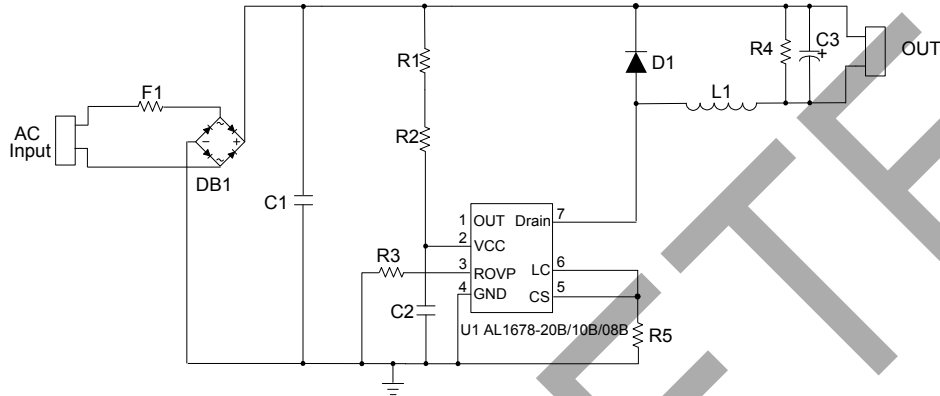 R1
R4
C3
+
OUT
D1
F1
L1
AC
Input
R2
- +
DB1
C1
1 OUT Drain 7
2 VCC
R3
3 ROVP LC 6
4 GND CS 5
C2
U1 AL1678-20B/10B/08B
R5
ETE